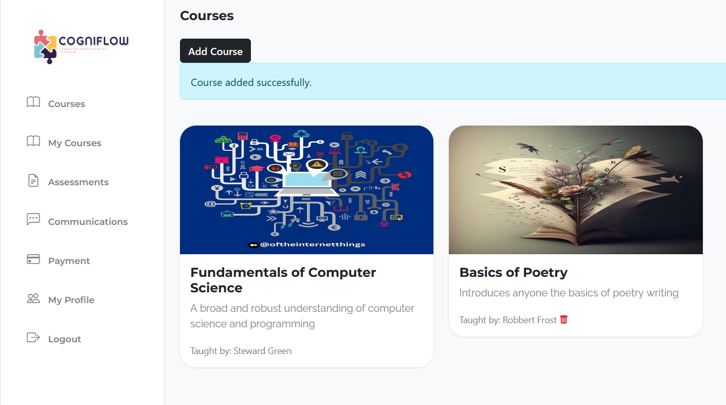 COGNIFLOW
Courses
My Courses
Assessments
Communications
Payment
My Profile
Logout
Courses
Add Course
Course added successfully.
@oftheinternetthings
Fundamentals of Computer
Science
A broad and robust understanding of computer
science and programming
Taught by: Steward Green
S
Basics of Poetry
Introduces anyone the basics of poetry writing
Taught by: Robbert Frost